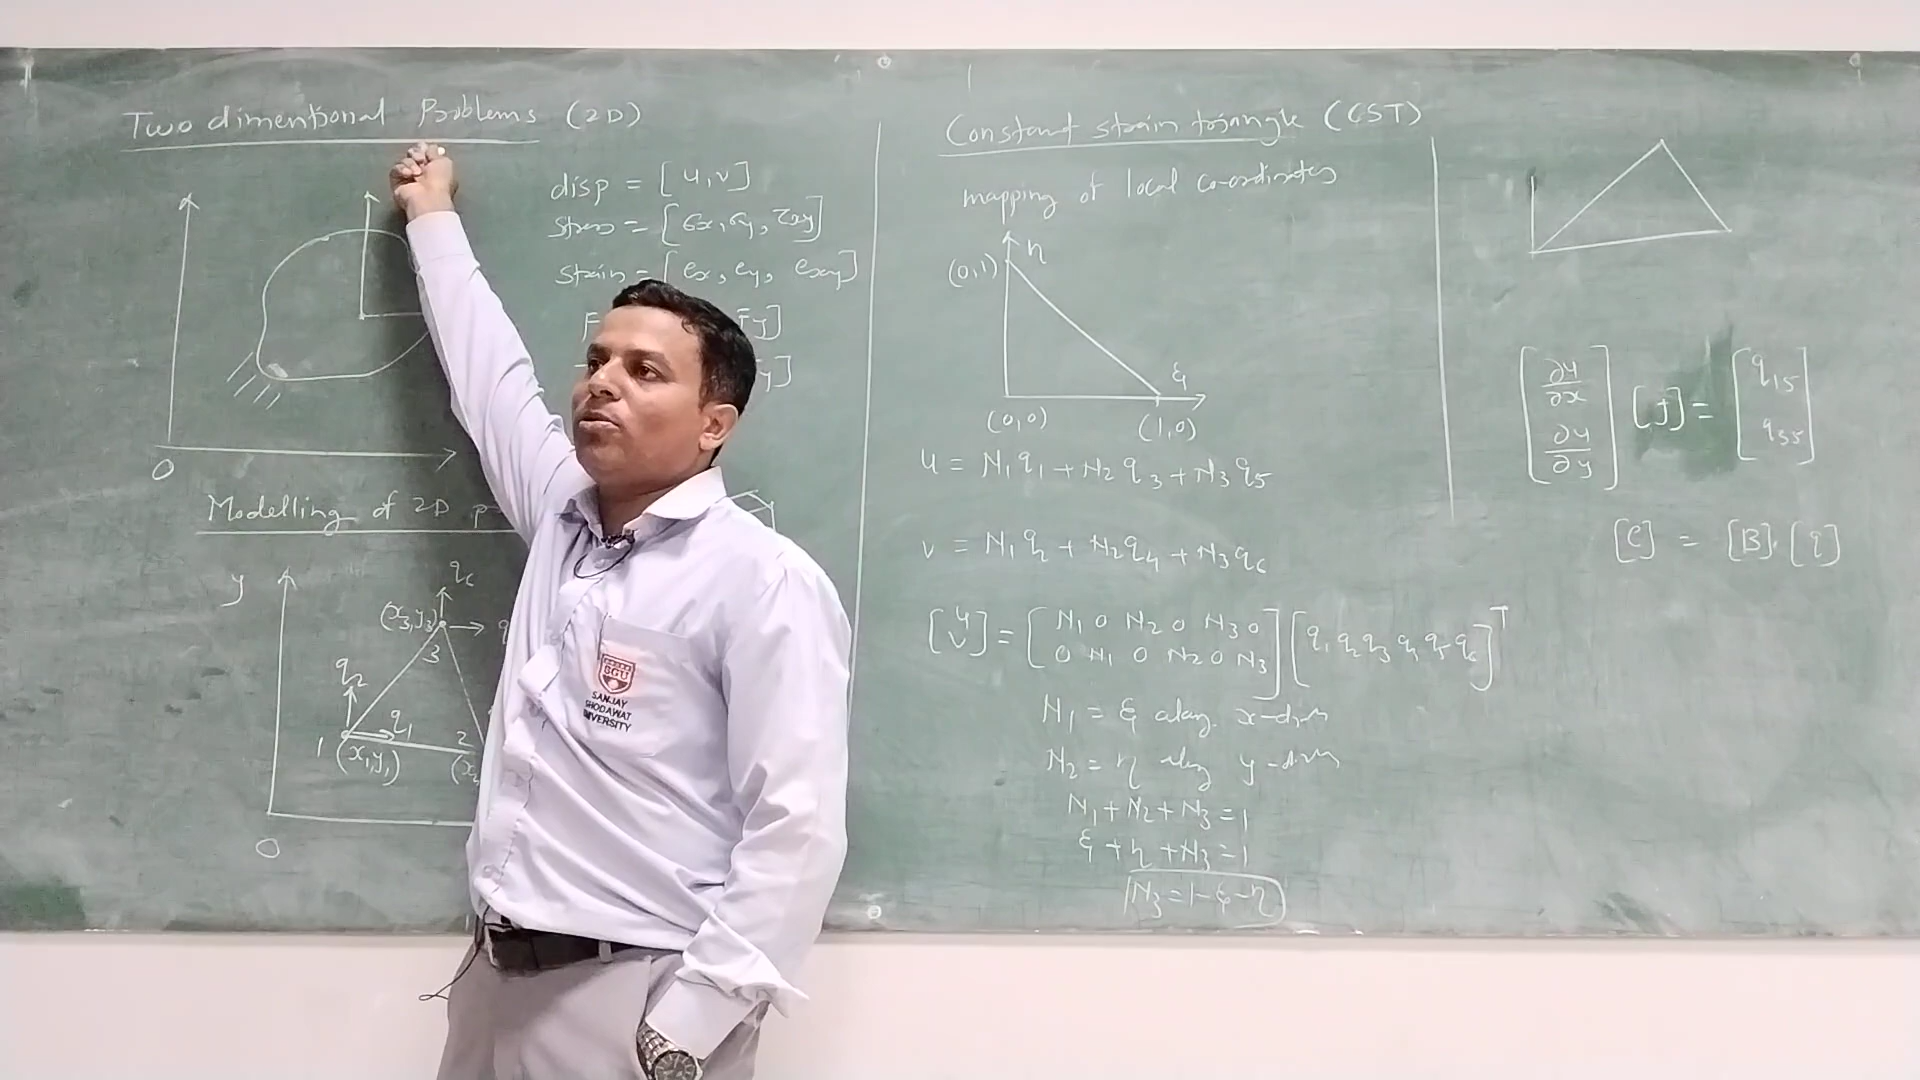 Two dimentional Problems (2D)
disp = [u,v]
stress = [σx, σy, τxy]
strain = [ex, ey, exy]
F
Fy]
y]
O
Modelling of 2D p
y
q6
(x3,y3)
q
3
q2
q1
1 (x1,y1)
2
(x2
O
SGU
SANJAY
GHODAWAT
UNIVERSITY
Constant strain triangle (CST)
mapping of local co-ordinates
η
(0,1)
ξ
(0,0)
(1,0)
u = N1q1 + N2q3 + N3q5
v = N1q2 + N2q4 + N3q6
[u v] = [N1 0 N2 0 N3 0
0 N1 0 N2 0 N3] [q1 q2 q3 q4 q5 q6]T
N1 = ξ along x-dirn
N2 = η along y-dirn
N1 + N2 + N3 = 1
ξ + η + N3 = 1
N3 = 1 - ξ - η
[∂u/∂x
∂u/∂y] [J] = [q15
q35]
[e] = [B].[q]